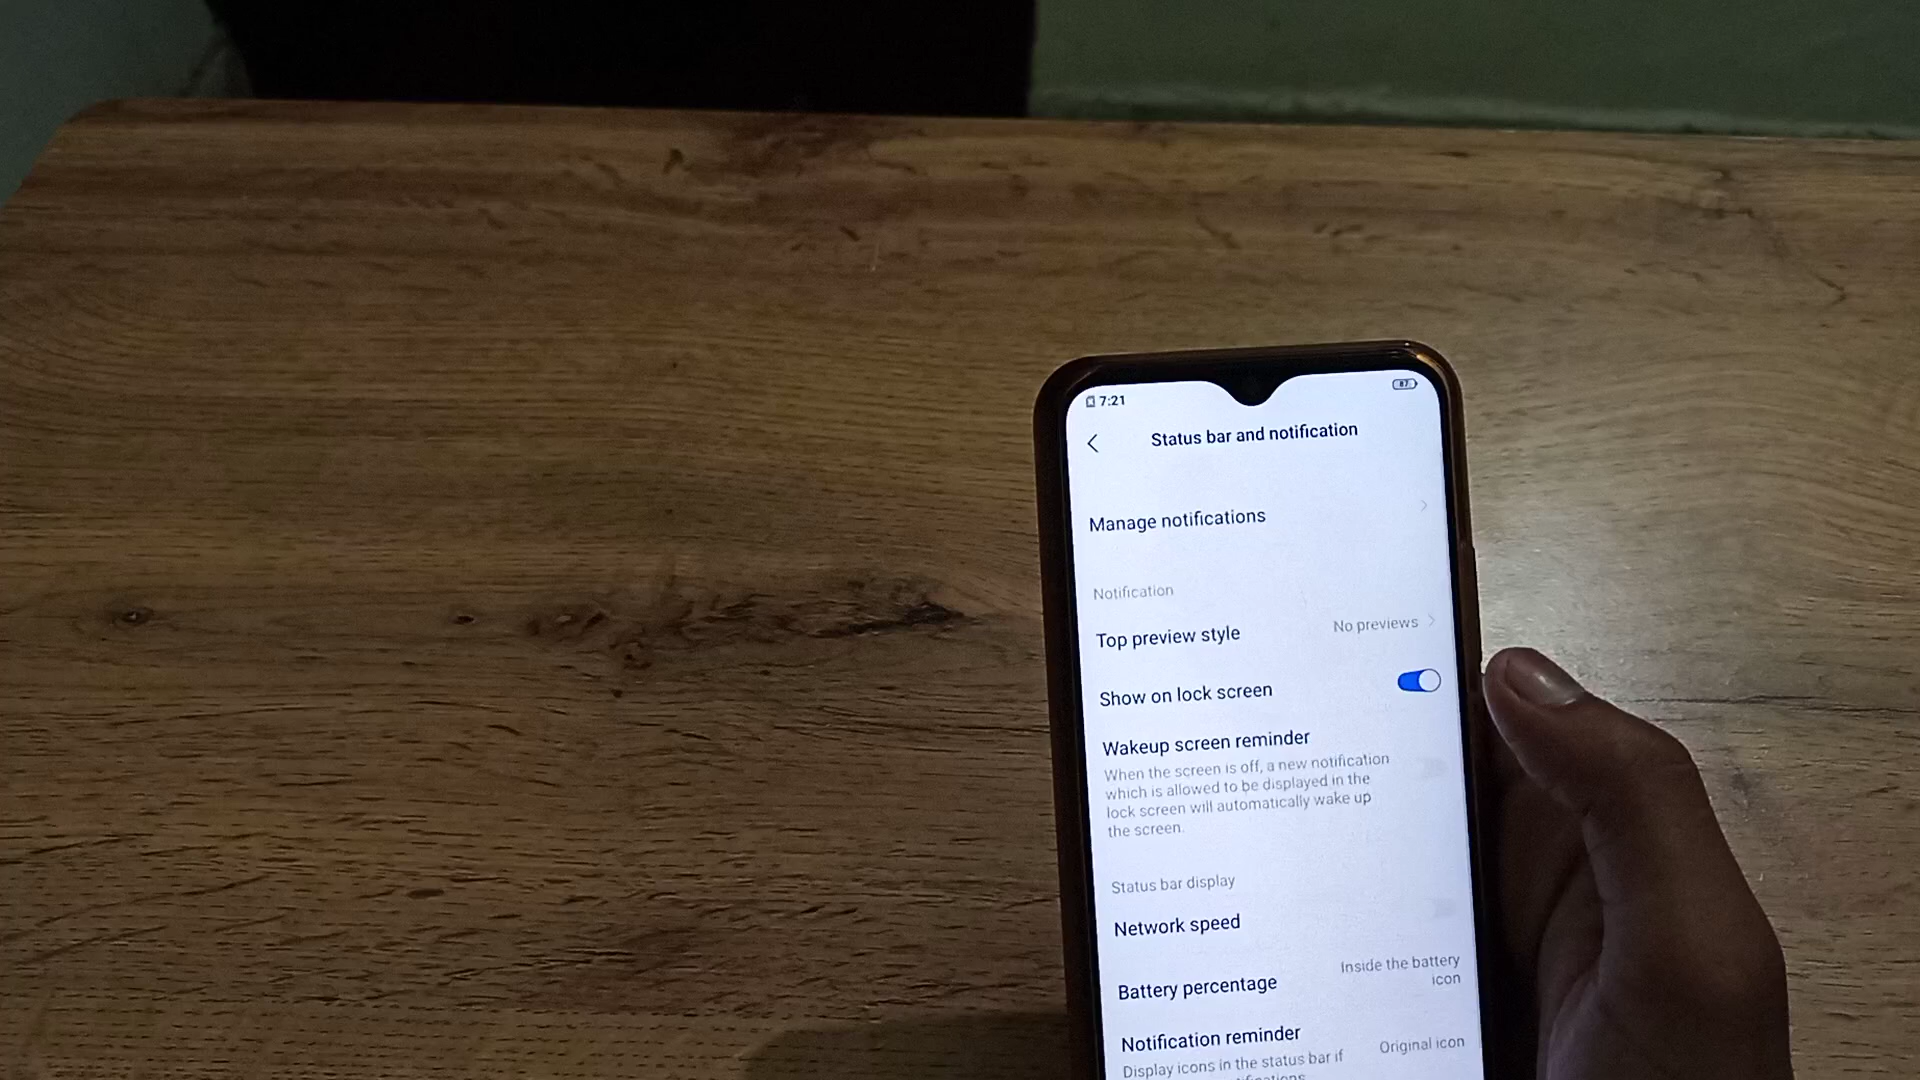 7:21
87
Status bar and notification
Manage notifications
Notification
Top preview style
No previews
Show on lock screen
Wakeup screen reminder
When the screen is off, a new notification
which is allowed to be displayed in the
lock screen will automatically wake up
the screen.
Status bar display
Network speed
Battery percentage
Inside the battery
icon
Notification reminder
Original icon
Display icons in the status bar if